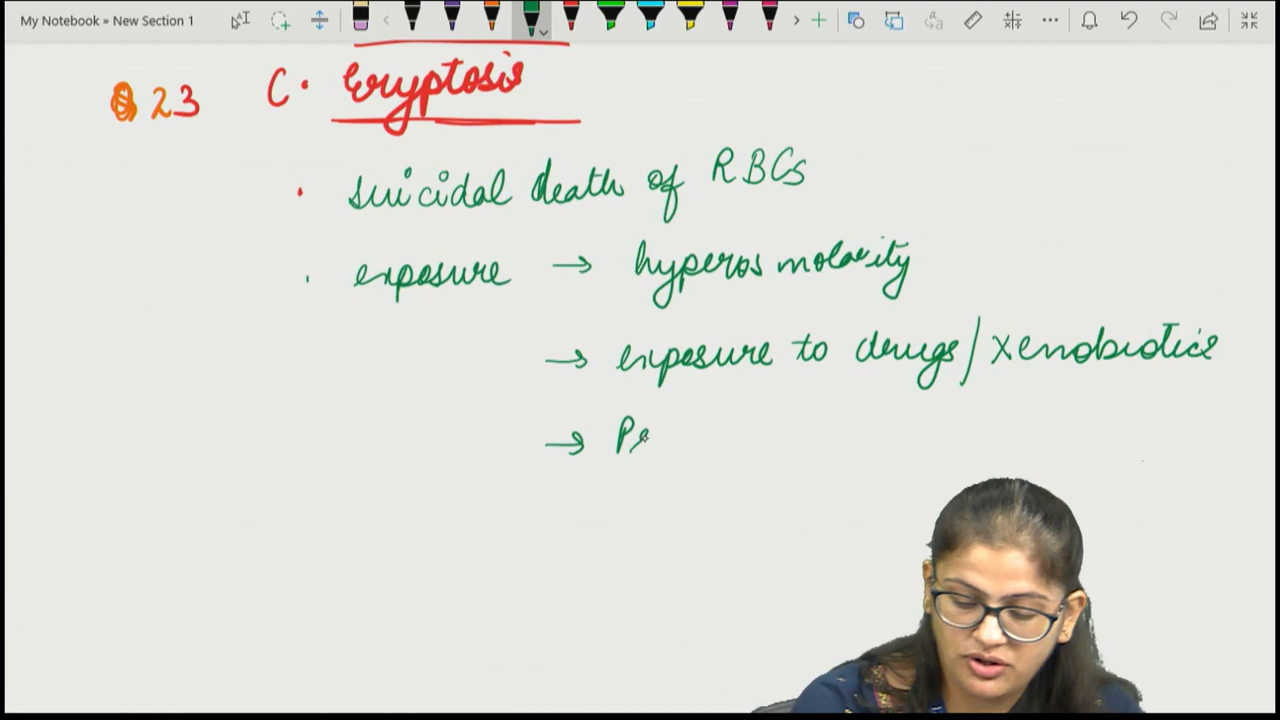 My Notebook » New Section 1
Q 23 C. Eryptosis
• suicidal death of RBCs
• exposure → hyperosmolarity
→ exposure to drugs/xenobiotics
→